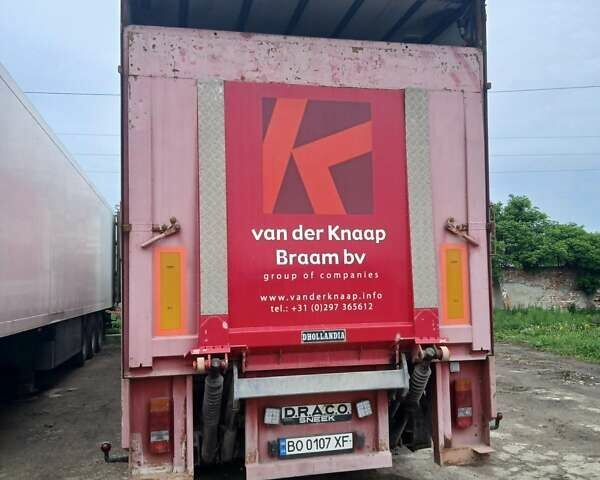 van der Knaap
Braam bv
group of companies
www.vanderknaap.info
tel.: +31 (0)297 365612
DHOLLANDIA
D.R.A.C.O.
SNEEK
BO 0107 XF